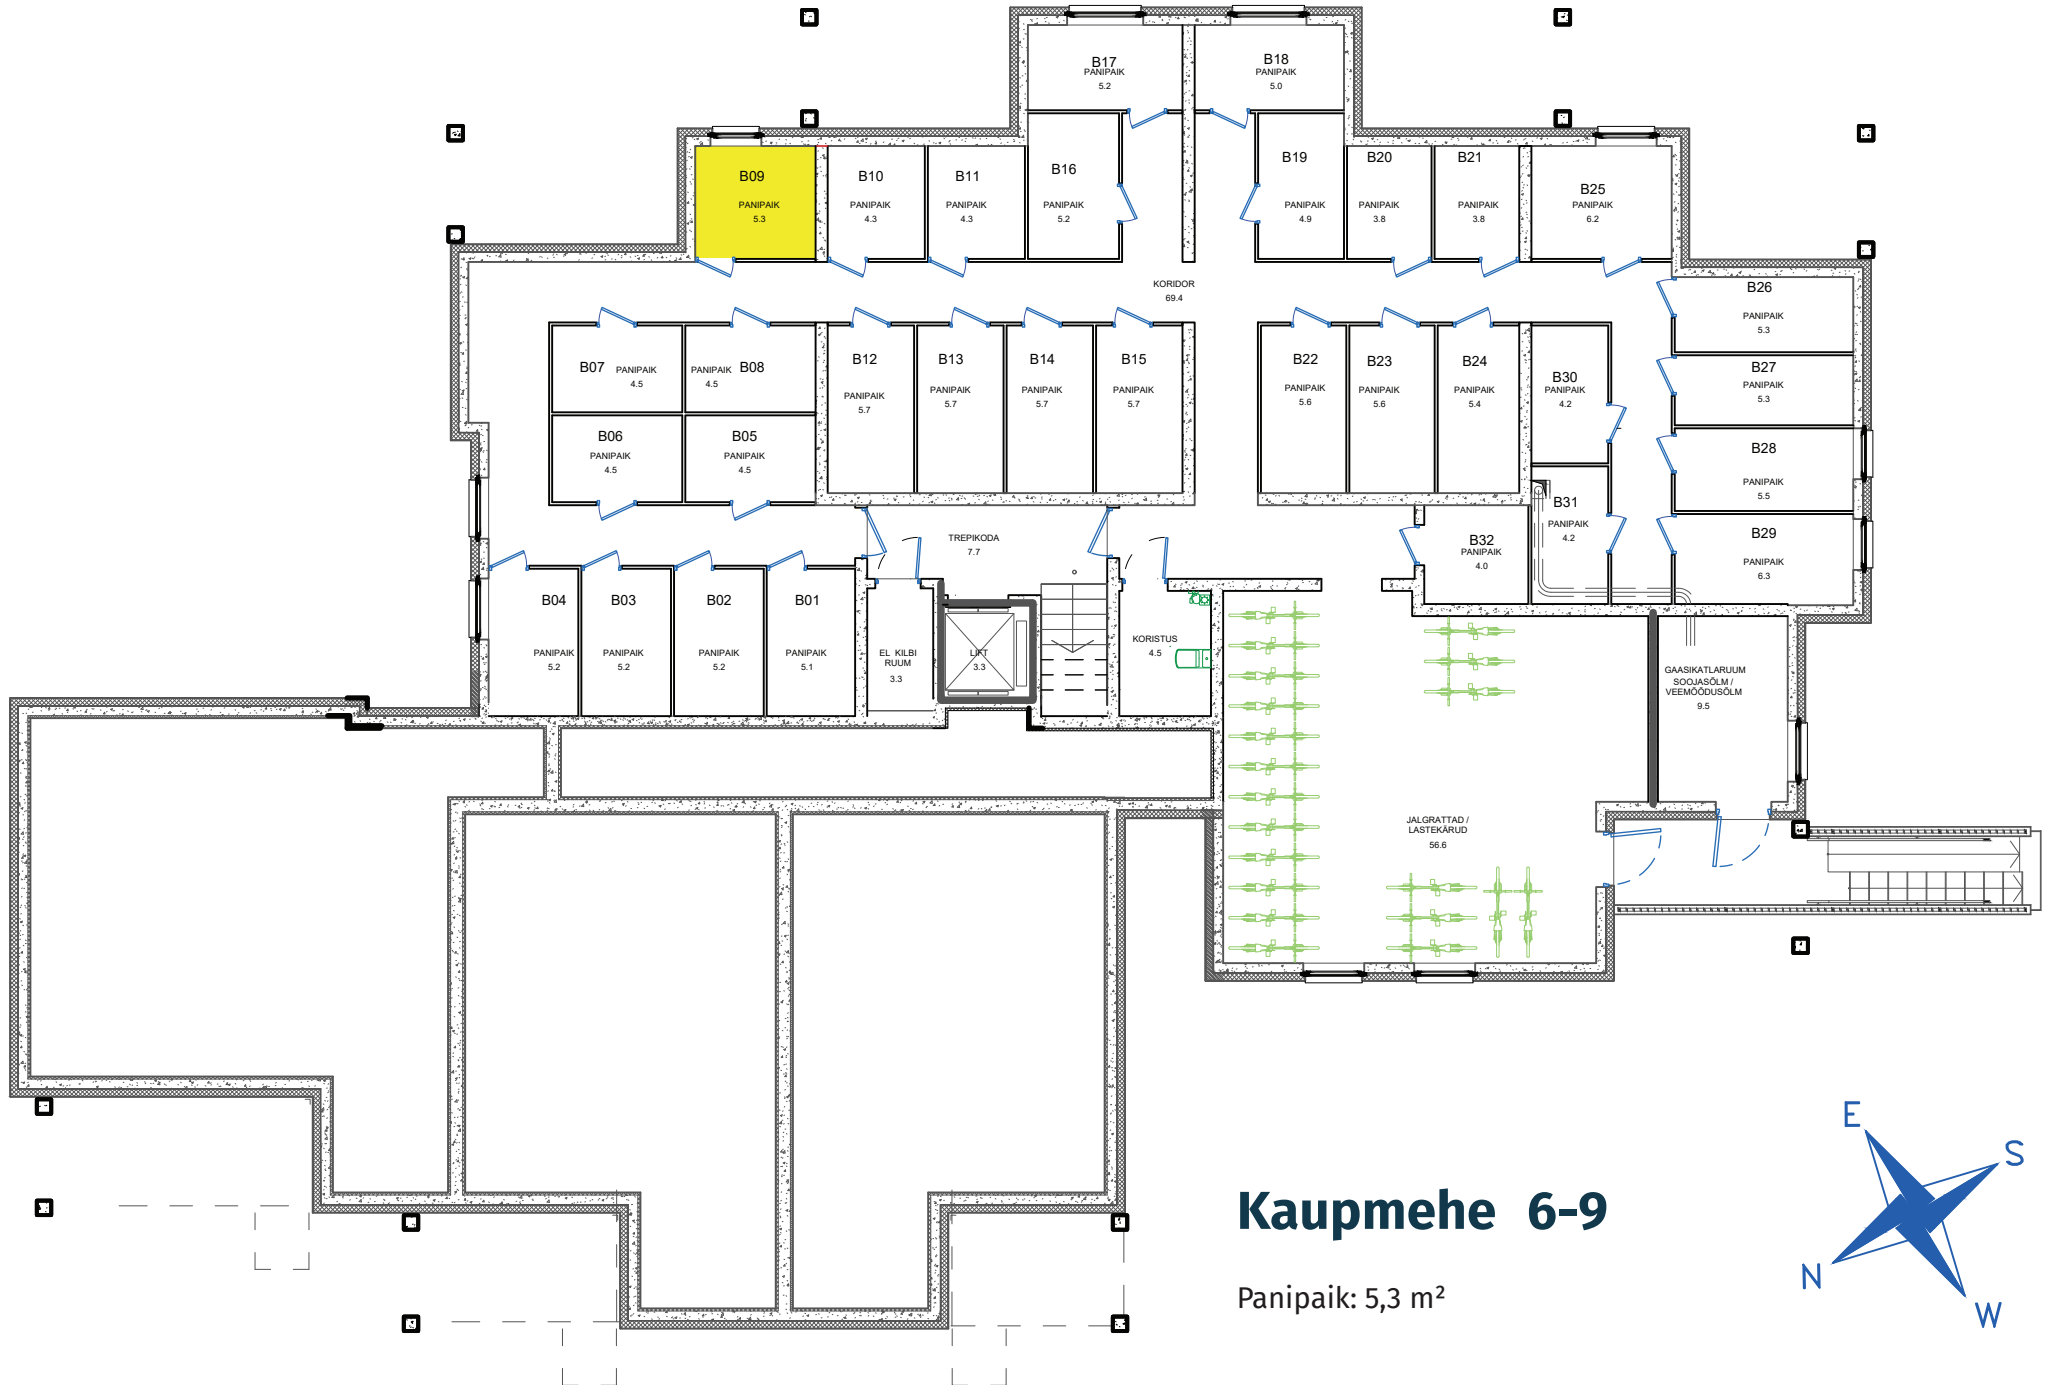 B17
PANIPAIK
5.2
B18
PANIPAIK
5.0
B09
PANIPAIK
5.3
B10
PANIPAIK
4.3
B11
PANIPAIK
4.3
B16
PANIPAIK
5.2
B19
PANIPAIK
4.9
B20
PANIPAIK
3.8
B21
PANIPAIK
3.8
B25
PANIPAIK
6.2
KORIDOR
69.4
B26
PANIPAIK
5.3
B07
PANIPAIK
4.5
PANIPAIK
4.5
B08
B12
PANIPAIK
5.7
B13
PANIPAIK
5.7
B14
PANIPAIK
5.7
B15
PANIPAIK
5.7
B22
PANIPAIK
5.6
B23
PANIPAIK
5.6
B24
PANIPAIK
5.4
B30
PANIPAIK
4.2
B27
PANIPAIK
5.3
B06
PANIPAIK
4.5
B05
PANIPAIK
4.5
B28
PANIPAIK
5.5
B31
PANIPAIK
4.2
B29
PANIPAIK
6.3
B32
PANIPAIK
4.0
TREPIKODA
7.7
B04
PANIPAIK
5.2
B03
PANIPAIK
5.2
B02
PANIPAIK
5.2
B01
PANIPAIK
5.1
EL KILBI
RUUM
3.3
LIFT
3.3
KORISTUS
4.5
GAASIKATLARUUM
SOOJASÕLM /
VEEMÕÕDUSÕLM
9.5
JALGRATTAD /
LASTEKÄRUD
56.6
E
S
N
W
Kaupmehe 6-9
Panipaik: 5,3 m²